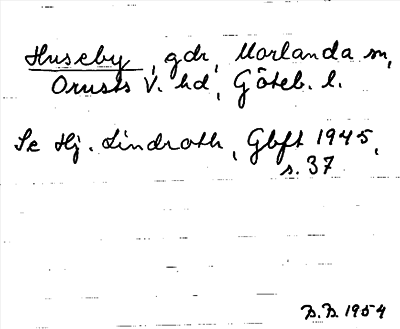 Huseby, gdr, Morlanda sn,
Orusts V. hd, Göteb. l.
Se Hj. Lindroth, Gbft 1945,
s. 37
B.B. 1954